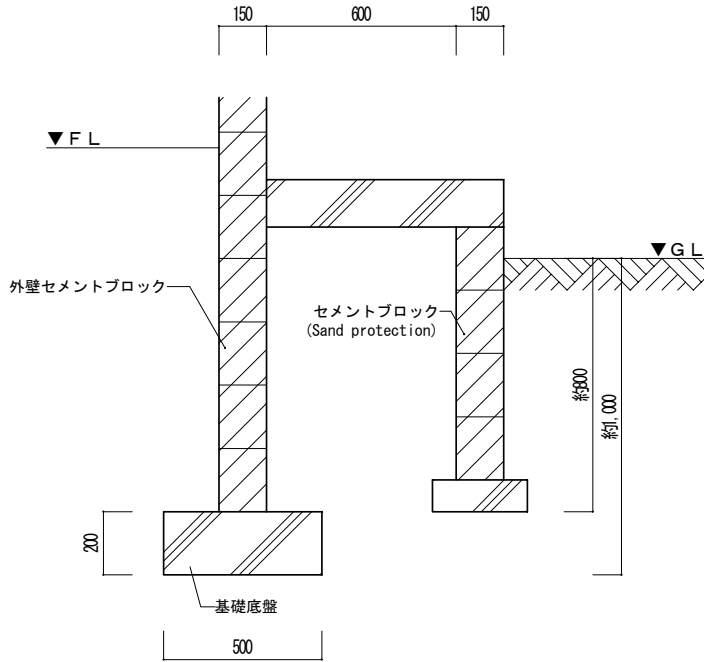 150 600 150
▼FL
▼GL
外壁セメントブロック
セメントブロック
(Sand protection)
約800
約1,000
200
基礎底盤
500